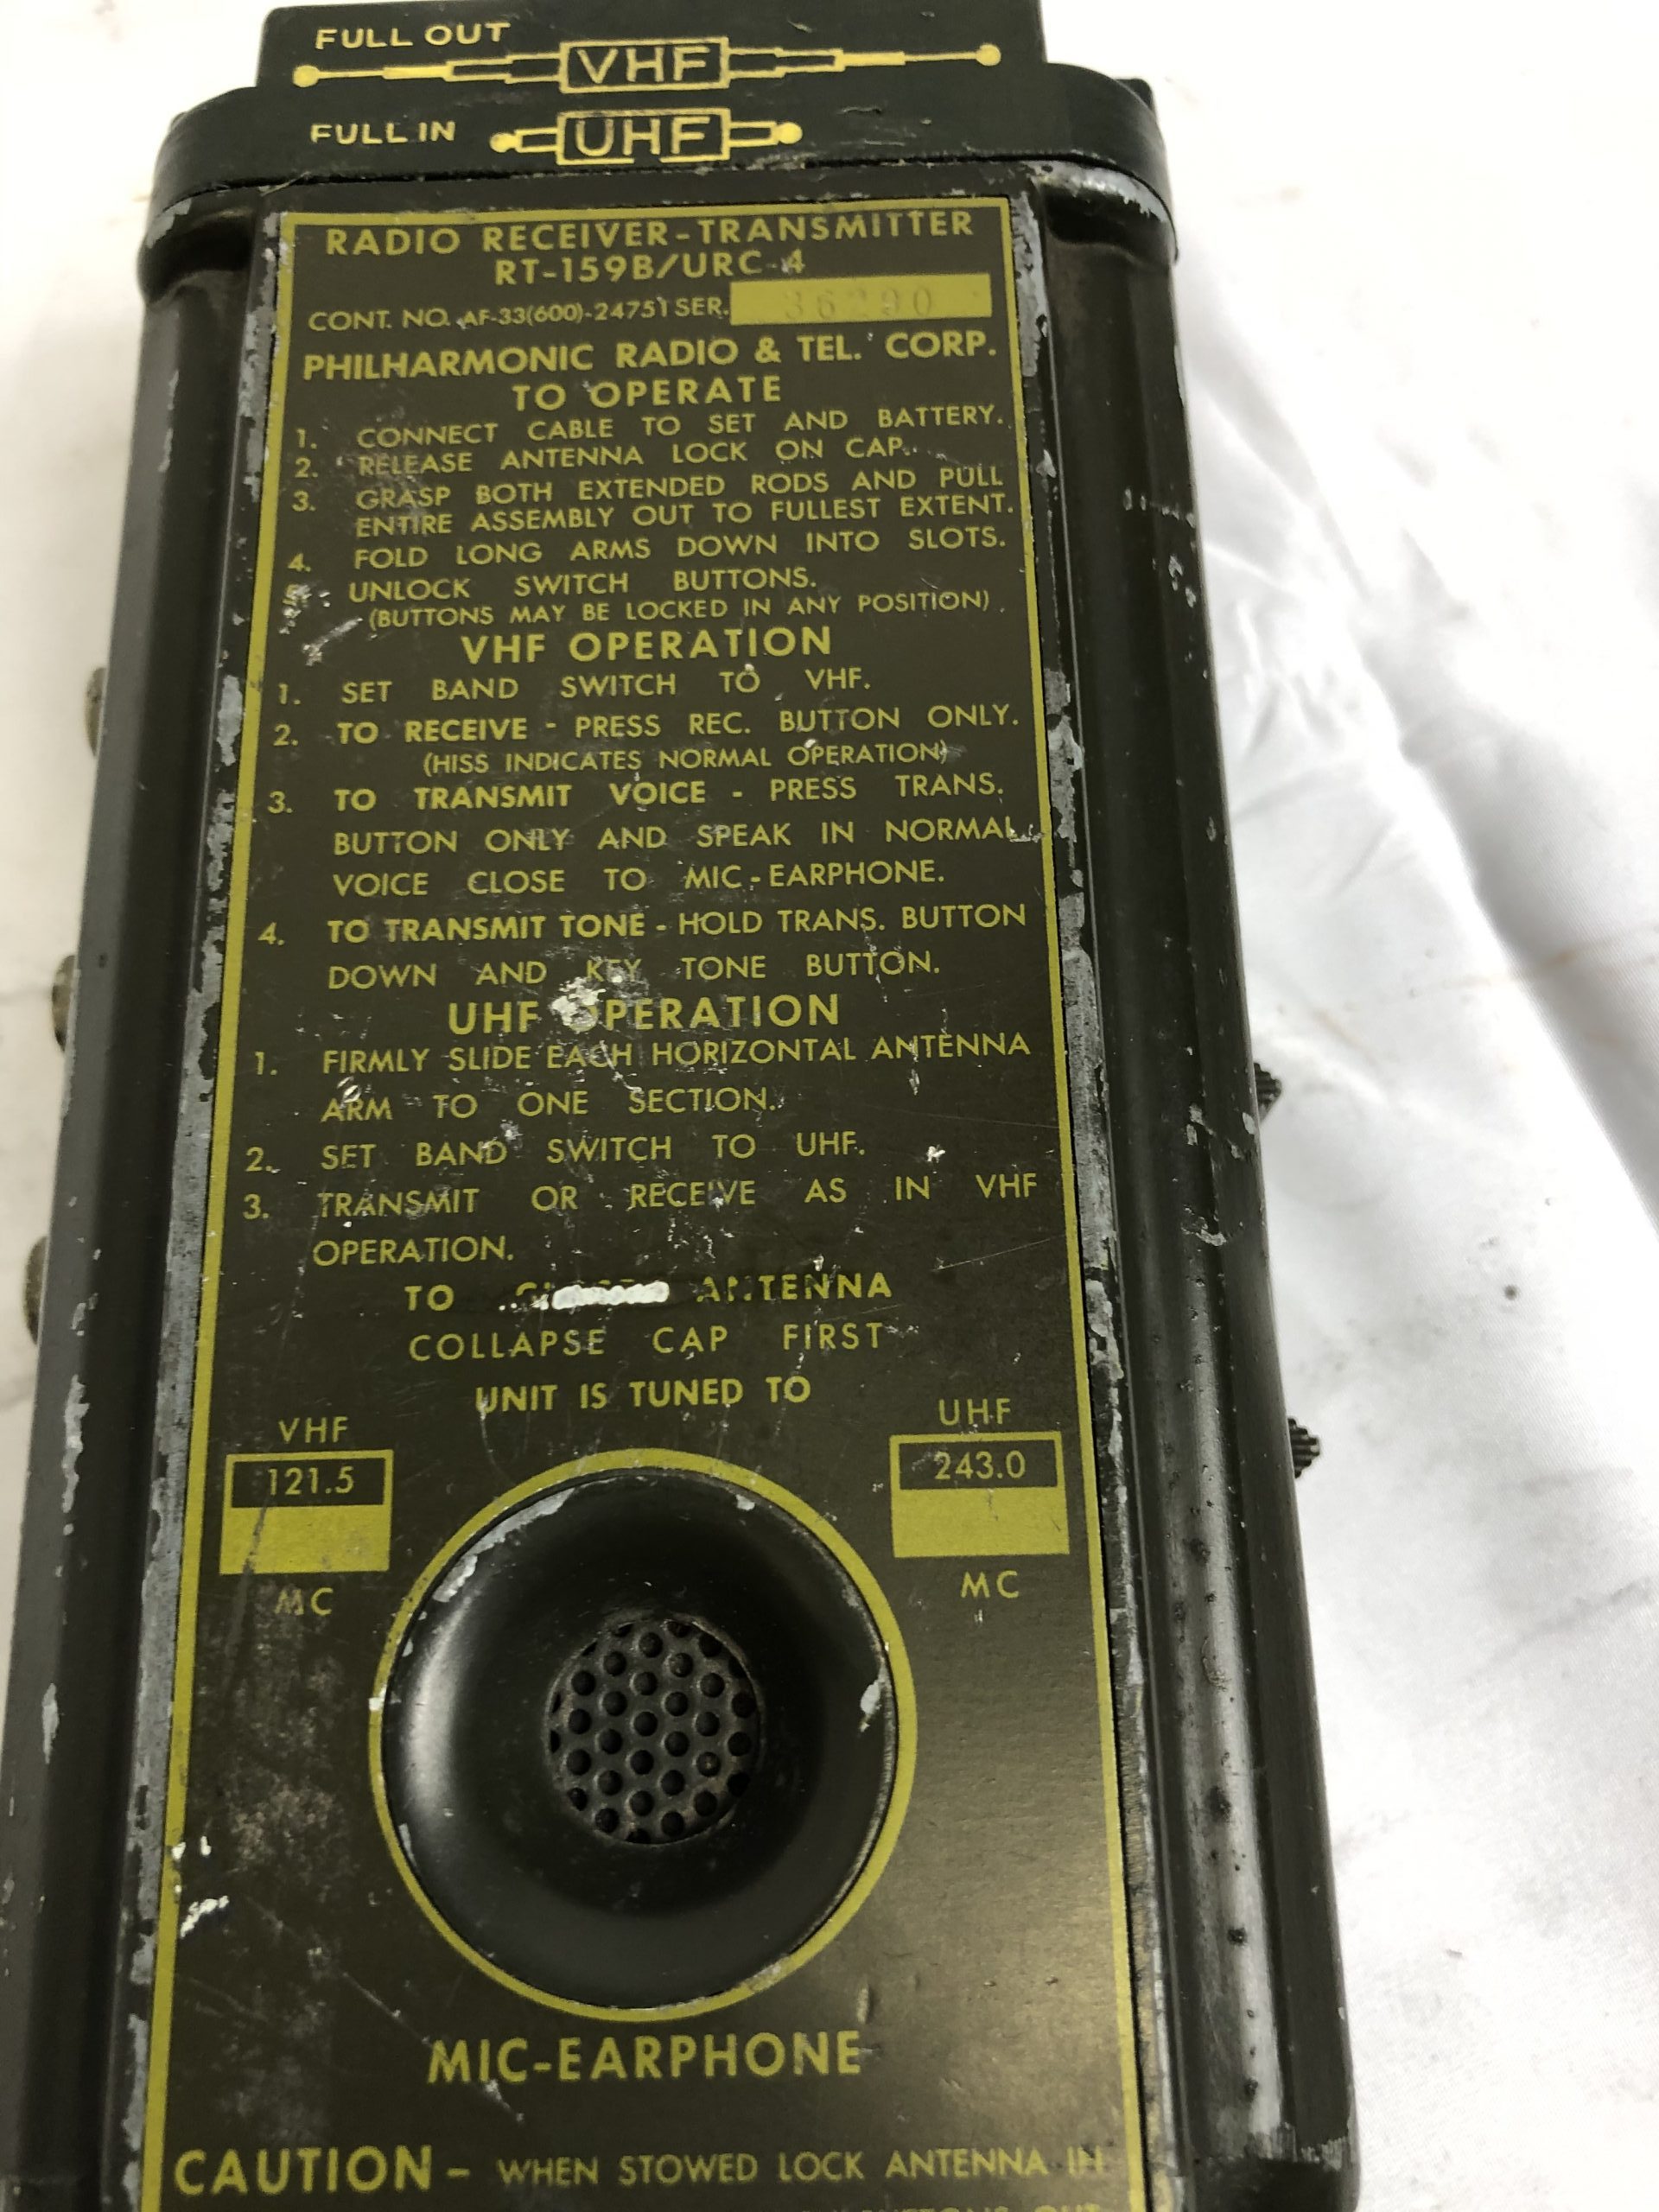 FULL OUT
VHF
FULL IN
UHF
RADIO RECEIVER-TRANSMITTER
RT-159B/URC-4
CONT. NO. AF-33(600)-24751 SER. 36290
PHILHARMONIC RADIO & TEL. CORP.
TO OPERATE
1. CONNECT CABLE TO SET AND BATTERY.
2. RELEASE ANTENNA LOCK ON CAP.
3. GRASP BOTH EXTENDED RODS AND PULL
ENTIRE ASSEMBLY OUT TO FULLEST EXTENT.
4. FOLD LONG ARMS DOWN INTO SLOTS.
5. UNLOCK SWITCH BUTTONS.
(BUTTONS MAY BE LOCKED IN ANY POSITION)
VHF OPERATION
1. SET BAND SWITCH TO VHF.
2. TO RECEIVE - PRESS REC. BUTTON ONLY.
(HISS INDICATES NORMAL OPERATION)
3. TO TRANSMIT VOICE - PRESS TRANS.
BUTTON ONLY AND SPEAK IN NORMAL
VOICE CLOSE TO MIC-EARPHONE.
4. TO TRANSMIT TONE - HOLD TRANS. BUTTON
DOWN AND KEY TONE BUTTON.
UHF OPERATION
1. FIRMLY SLIDE EACH HORIZONTAL ANTENNA
ARM TO ONE SECTION.
2. SET BAND SWITCH TO UHF.
3. TRANSMIT OR RECEIVE AS IN VHF
OPERATION.
TO ANTENNA
COLLAPSE CAP FIRST
UNIT IS TUNED TO
VHF
121.5
MC
UHF
243.0
MC
MIC-EARPHONE
CAUTION - WHEN STOWED LOCK ANTENNA IN